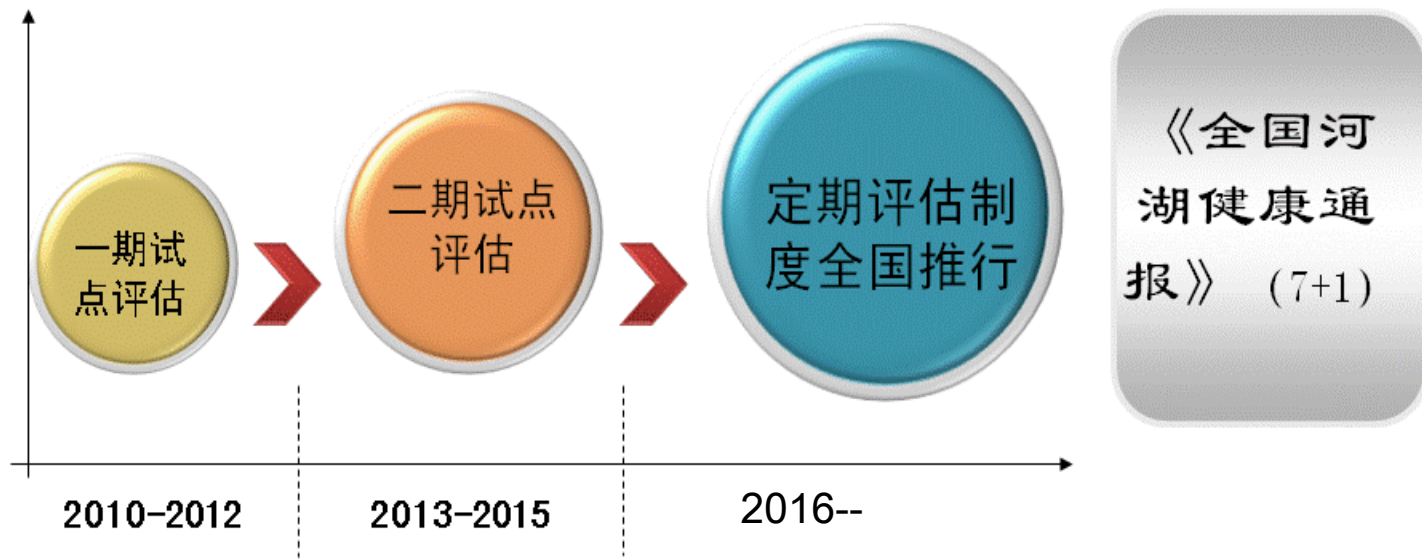 一期试
点评估
二期试点
评估
定期评估制
度全国推行
《全国河
湖健康通
报》（7+1）
2010-2012
2013-2015
2016--